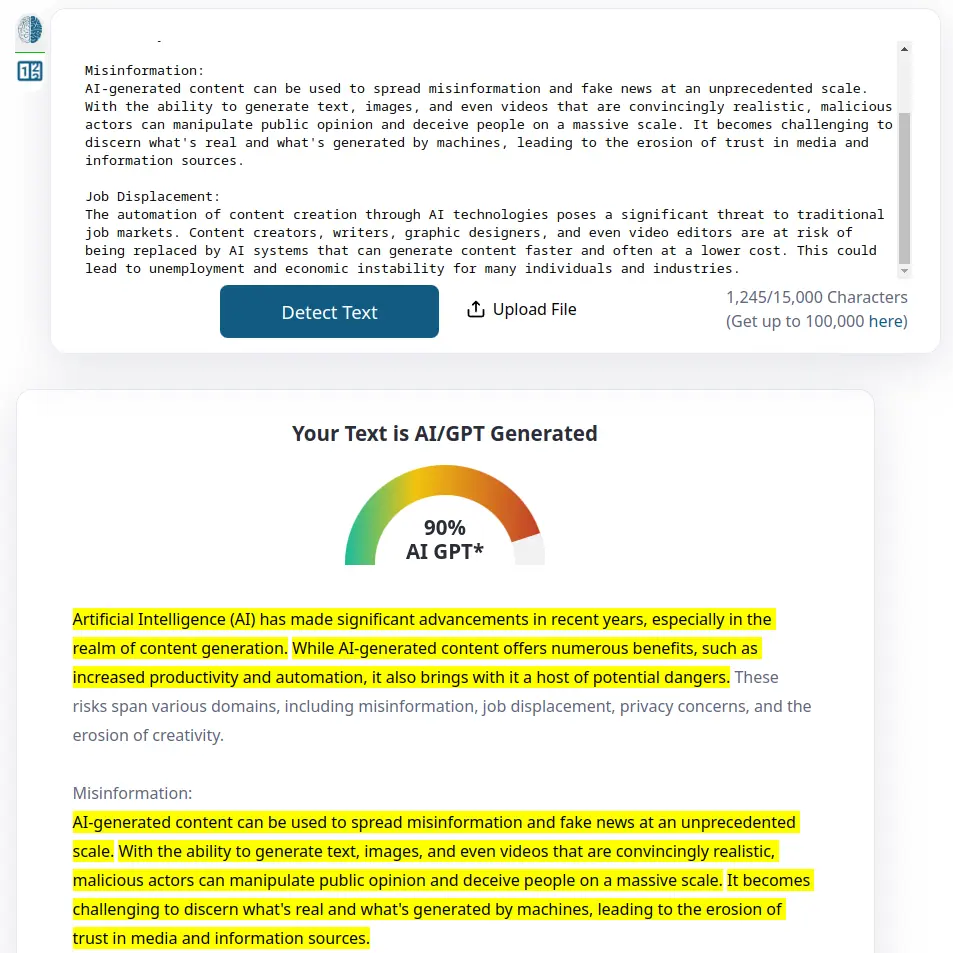 Misinformation:
AI-generated content can be used to spread misinformation and fake news at an unprecedented scale.
With the ability to generate text, images, and even videos that are convincingly realistic, malicious
actors can manipulate public opinion and deceive people on a massive scale. It becomes challenging to
discern what's real and what's generated by machines, leading to the erosion of trust in media and
information sources.
Job Displacement:
The automation of content creation through AI technologies poses a significant threat to traditional
job markets. Content creators, writers, graphic designers, and even video editors are at risk of
being replaced by AI systems that can generate content faster and often at a lower cost. This could
lead to unemployment and economic instability for many individuals and industries.
Detect Text
Upload File
1,245/15,000 Characters
(Get up to 100,000 here)
Your Text is AI/GPT Generated
90%
AI GPT*
Artificial Intelligence (AI) has made significant advancements in recent years, especially in the
realm of content generation. While AI-generated content offers numerous benefits, such as
increased productivity and automation, it also brings with it a host of potential dangers. These
risks span various domains, including misinformation, job displacement, privacy concerns, and the
erosion of creativity.
Misinformation:
AI-generated content can be used to spread misinformation and fake news at an unprecedented
scale. With the ability to generate text, images, and even videos that are convincingly realistic,
malicious actors can manipulate public opinion and deceive people on a massive scale. It becomes
challenging to discern what's real and what's generated by machines, leading to the erosion of
trust in media and information sources.